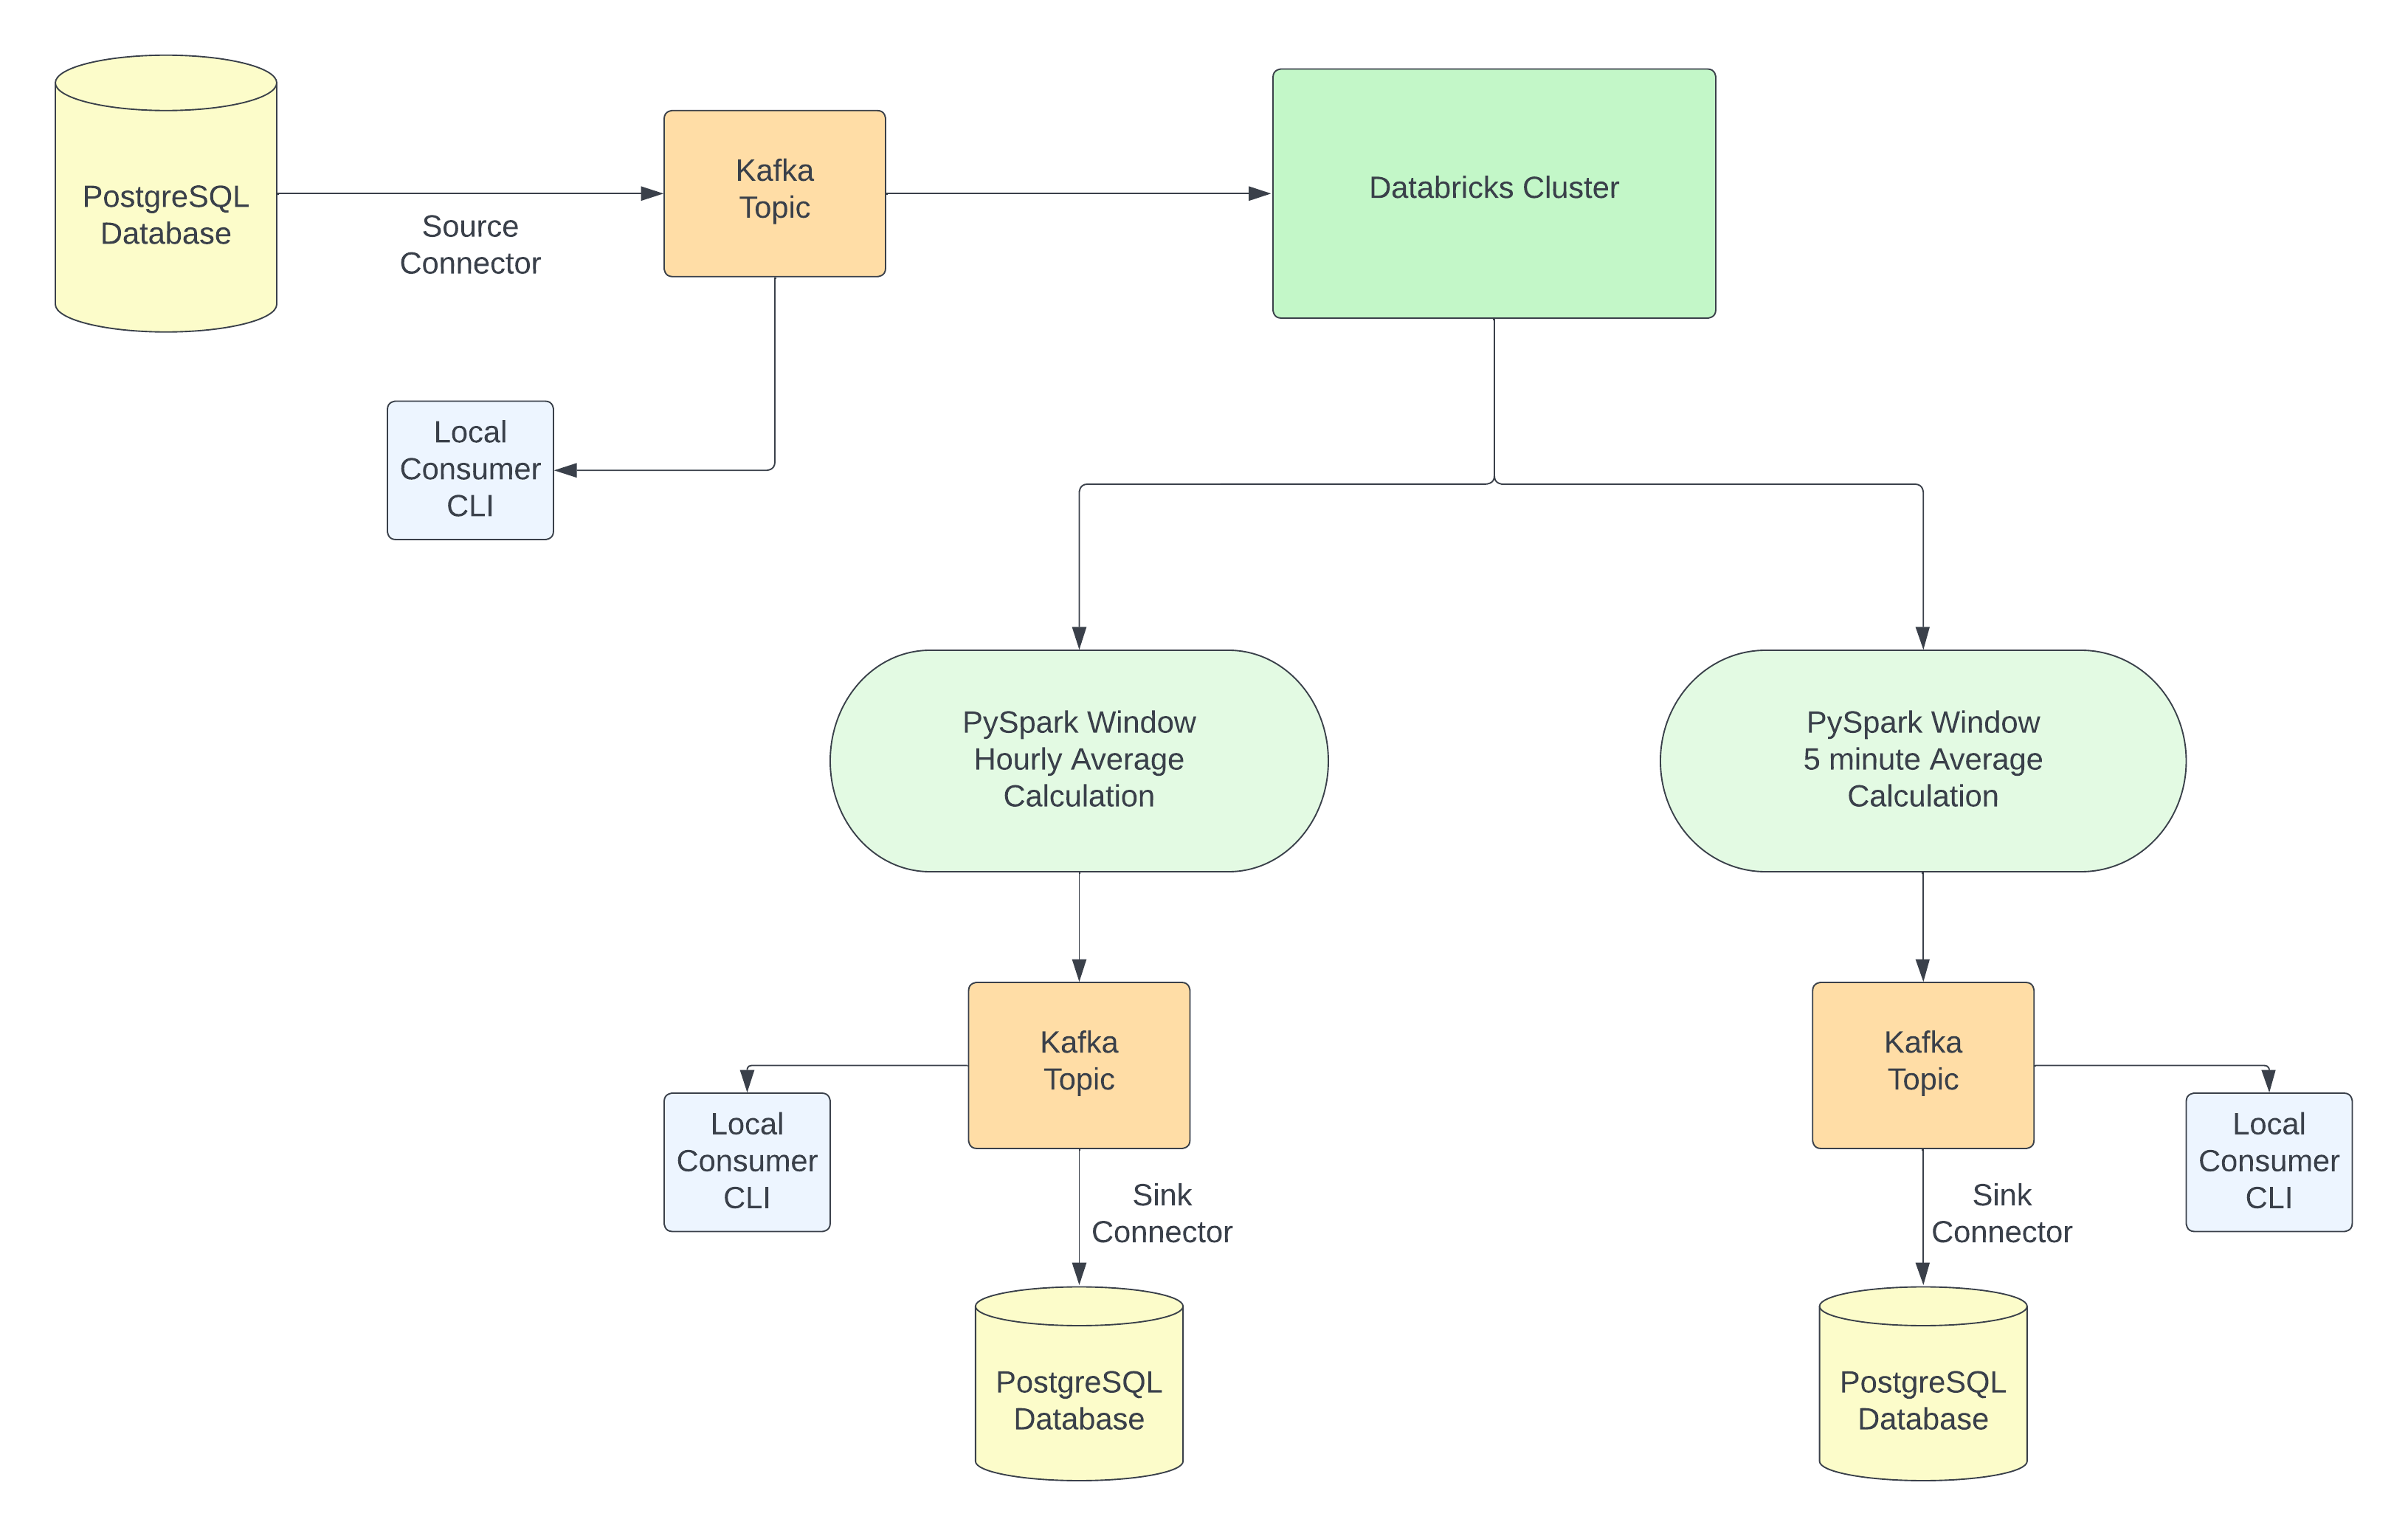 PostgreSQL
Database
Source
Connector
Kafka
Topic
Databricks Cluster
Local
Consumer
CLI
PySpark Window
Hourly Average
Calculation
PySpark Window
5 minute Average
Calculation
Kafka
Topic
Local
Consumer
CLI
Sink
Connector
PostgreSQL
Database
Kafka
Topic
Local
Consumer
CLI
Sink
Connector
PostgreSQL
Database